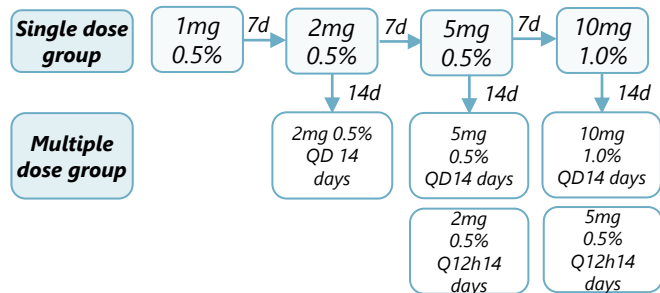 Single dose
group
1mg
0.5%
7d
2mg
0.5%
7d
5mg
0.5%
7d
10mg
1.0%
14d
14d
14d
Multiple
dose group
2mg 0.5%
QD 14
days
5mg
0.5%
QD14 days
10mg
1.0%
QD14 days
2mg
0.5%
Q12h14
days
5mg
0.5%
Q12h14
days